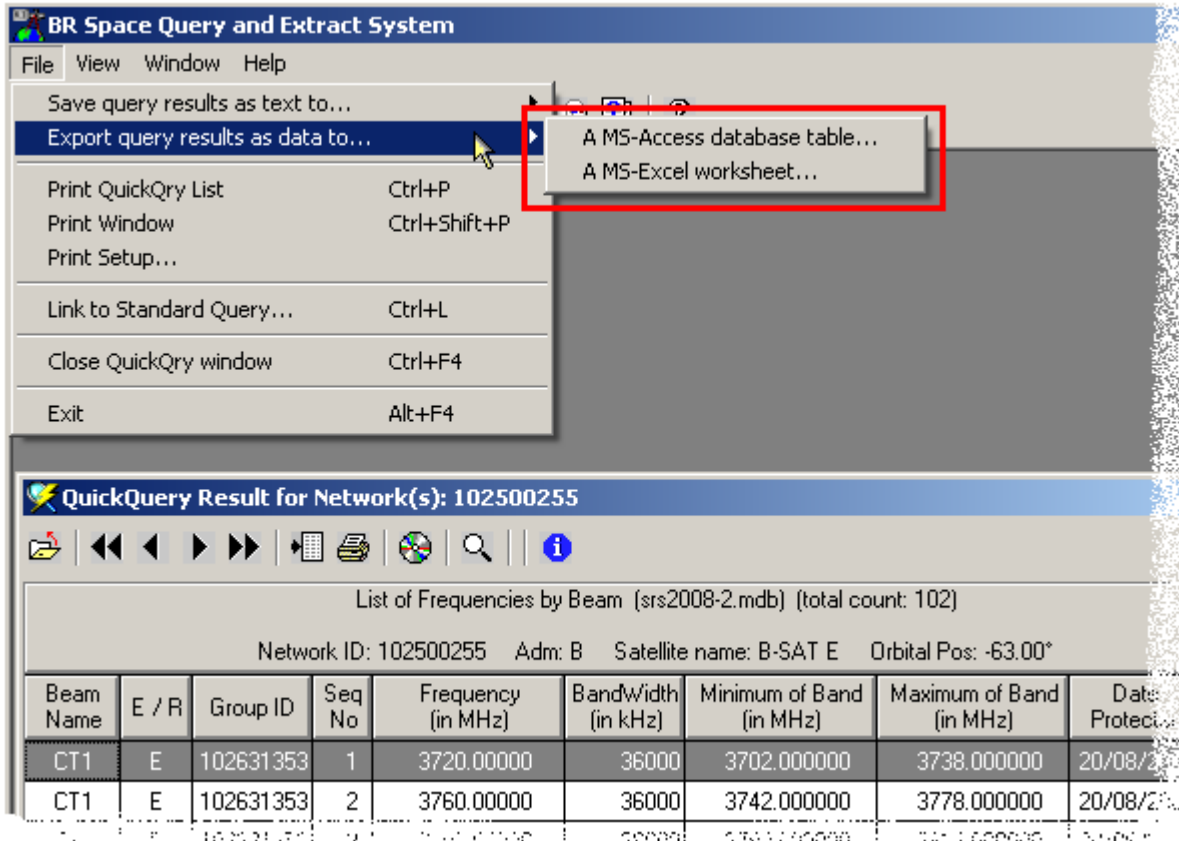 BR Space Query and Extract System
File View Window Help
Save query results as text to...
Export query results as data to...
A MS-Access database table...
A MS-Excel worksheet...
Print QuickQry List Ctrl+P
Print Window Ctrl+Shift+P
Print Setup...
Link to Standard Query... Ctrl+L
Close QuickQry window Ctrl+F4
Exit Alt+F4
QuickQuery Result for Network(s): 102500255
List of Frequencies by Beam (srs2008-2.mdb) (total count: 102)
Network ID: 102500255 Adm: B Satellite name: B-SAT E Orbital Pos: -63.00°
Beam Name E / R Group ID Seq No Frequency (in MHz) BandWidth (in kHz) Minimum of Band (in MHz) Maximum of Band (in MHz)
CT1 E 102631353 1 3720.00000 36000 3702.000000 3738.000000 20/08/2
CT1 E 102631353 2 3760.00000 36000 3742.000000 3778.000000 20/08/2